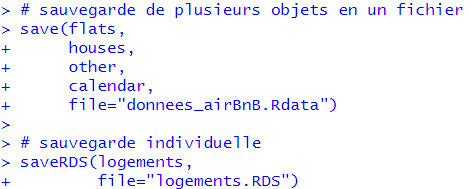 > # sauvegarde de plusieurs objets en un fichier
> save(flats,
+      houses,
+      other,
+      calendar,
+      file="donnees_airBnB.Rdata")
>
> # sauvegarde individuelle
> saveRDS(logements,
+         file="logements.RDS")